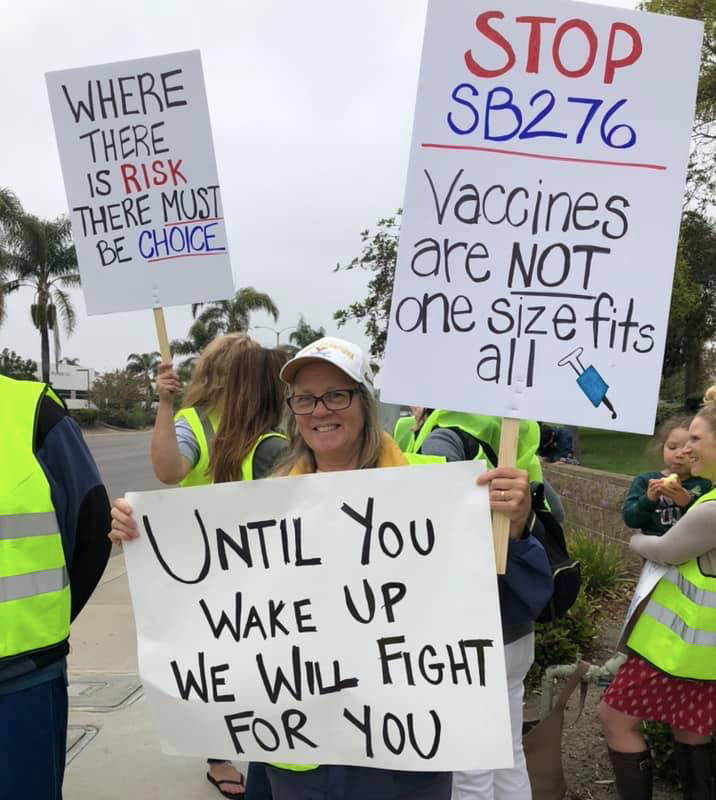 WHERE
THERE
IS RISK
THERE MUST
BE CHOICE
STOP
SB276
Vaccines
are NOT
one size fits
all
UNTIL YOU
WAKE UP
WE WILL FIGHT
FOR YOU